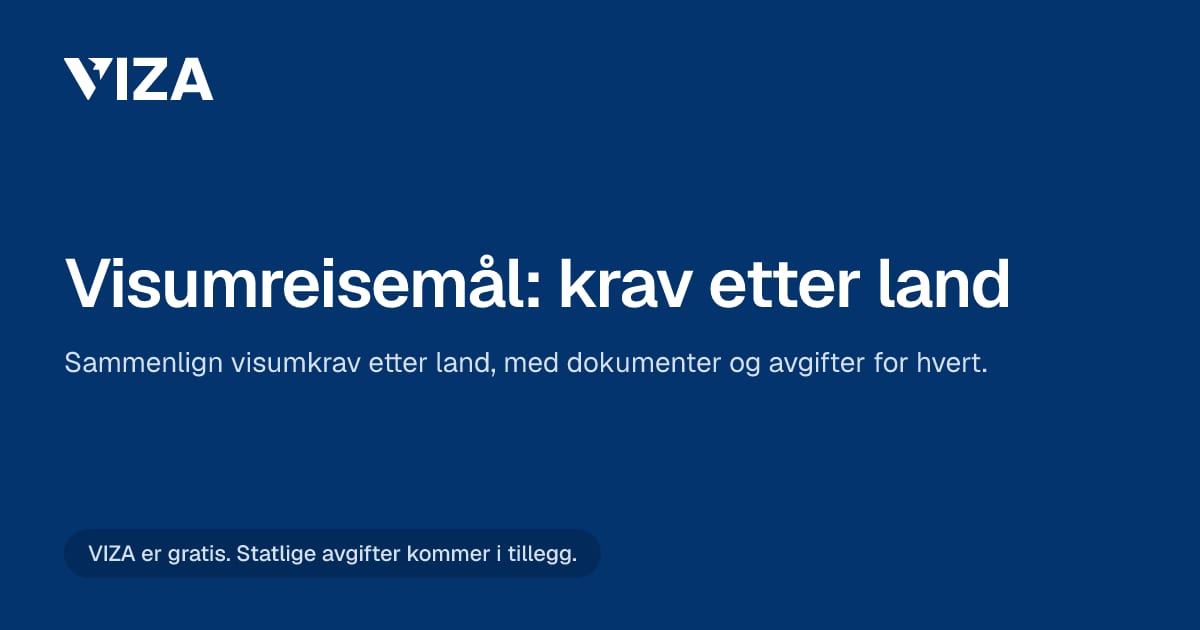 VIZA
Visumreisemål: krav etter land
Sammenlign visumkrav etter land, med dokumenter og avgifter for hvert.
VIZA er gratis. Statlige avgifter kommer i tillegg.